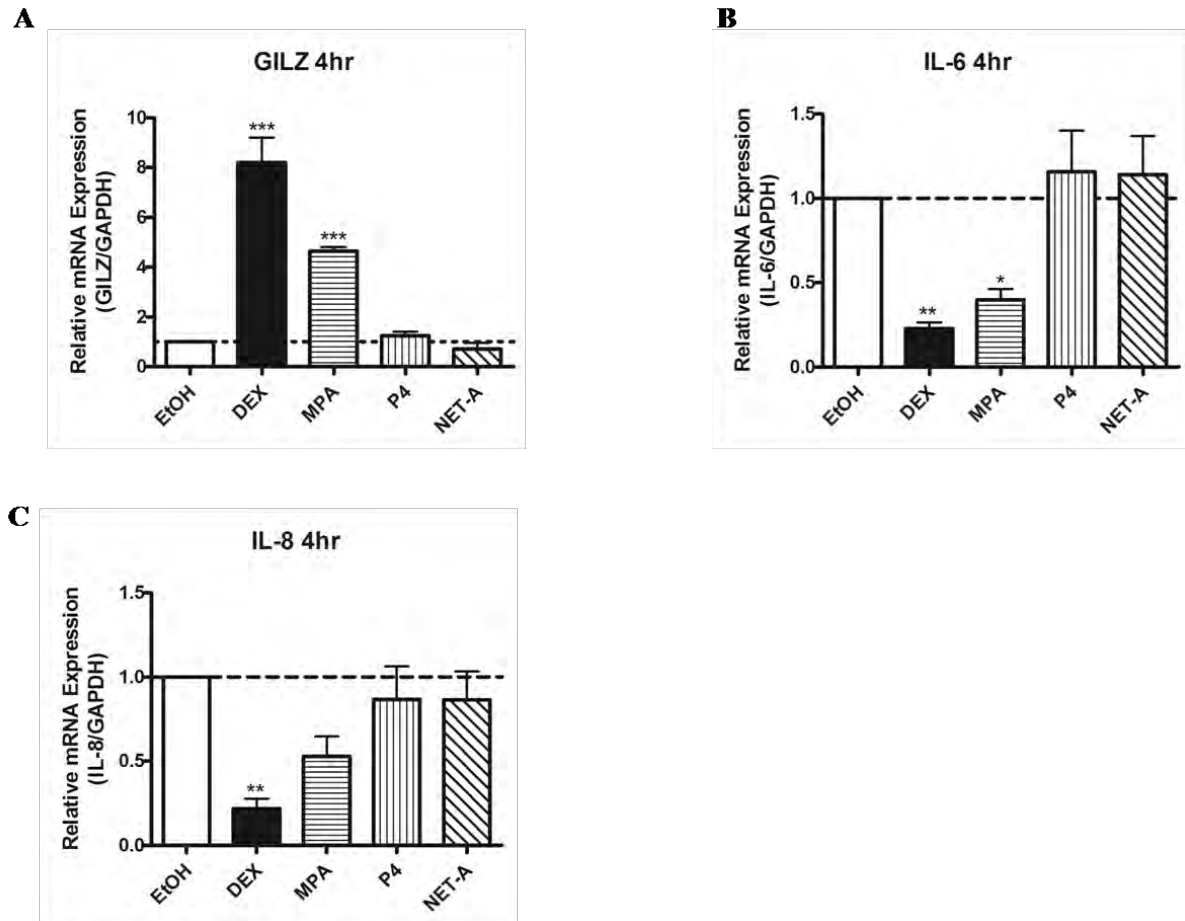 A
GILZ 4hr
Relative mRNA Expression
(GILZ/GAPDH)
10
8
6
4
2
0
***
***
EtOH
DEX
MPA
P4
NET-A
B
IL-6 4hr
Relative mRNA Expression
(IL-6/GAPDH)
1.5
1.0
0.5
0.0
**
*
EtOH
DEX
MPA
P4
NET-A
C
IL-8 4hr
Relative mRNA Expression
(IL-8/GAPDH)
1.5
1.0
0.5
0.0
**
EtOH
DEX
MPA
P4
NET-A